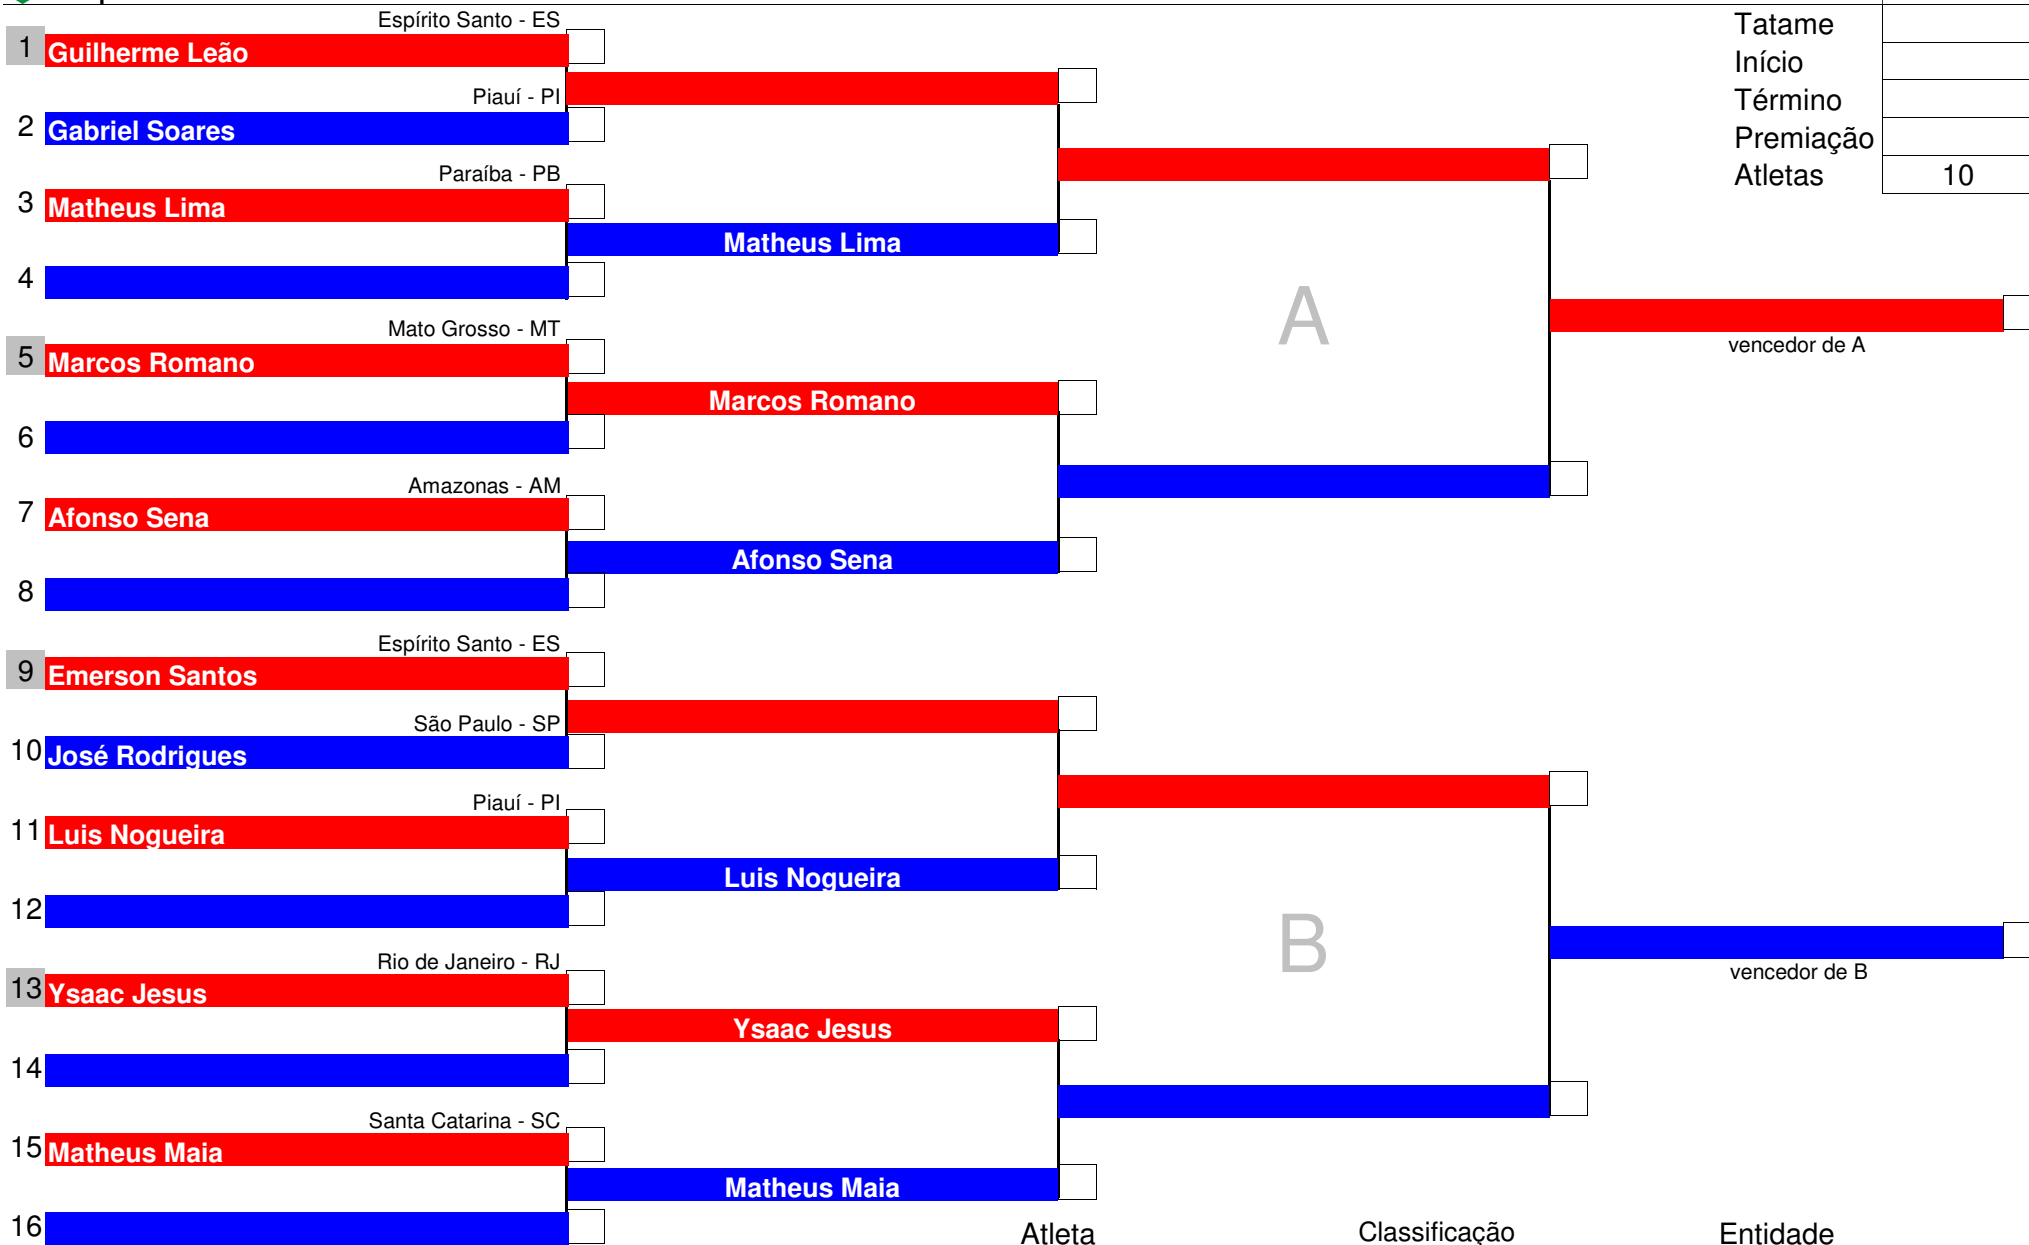 Espírito Santo - ES
1 Guilherme Leão
Piauí - PI
2 Gabriel Soares
Paraíba - PB
3 Matheus Lima
Matheus Lima
4
Mato Grosso - MT
5 Marcos Romano
Marcos Romano
6
Amazonas - AM
7 Afonso Sena
Afonso Sena
8
Espírito Santo - ES
9 Emerson Santos
São Paulo - SP
10 José Rodrigues
Piauí - PI
11 Luis Nogueira
Luis Nogueira
12
Rio de Janeiro - RJ
13 Ysaac Jesus
Ysaac Jesus
14
Santa Catarina - SC
15 Matheus Maia
Matheus Maia
16
A
B
vencedor de A
vencedor de B
Tatame
Início
Término
Premiação
Atletas 10
Atleta Classificação Entidade